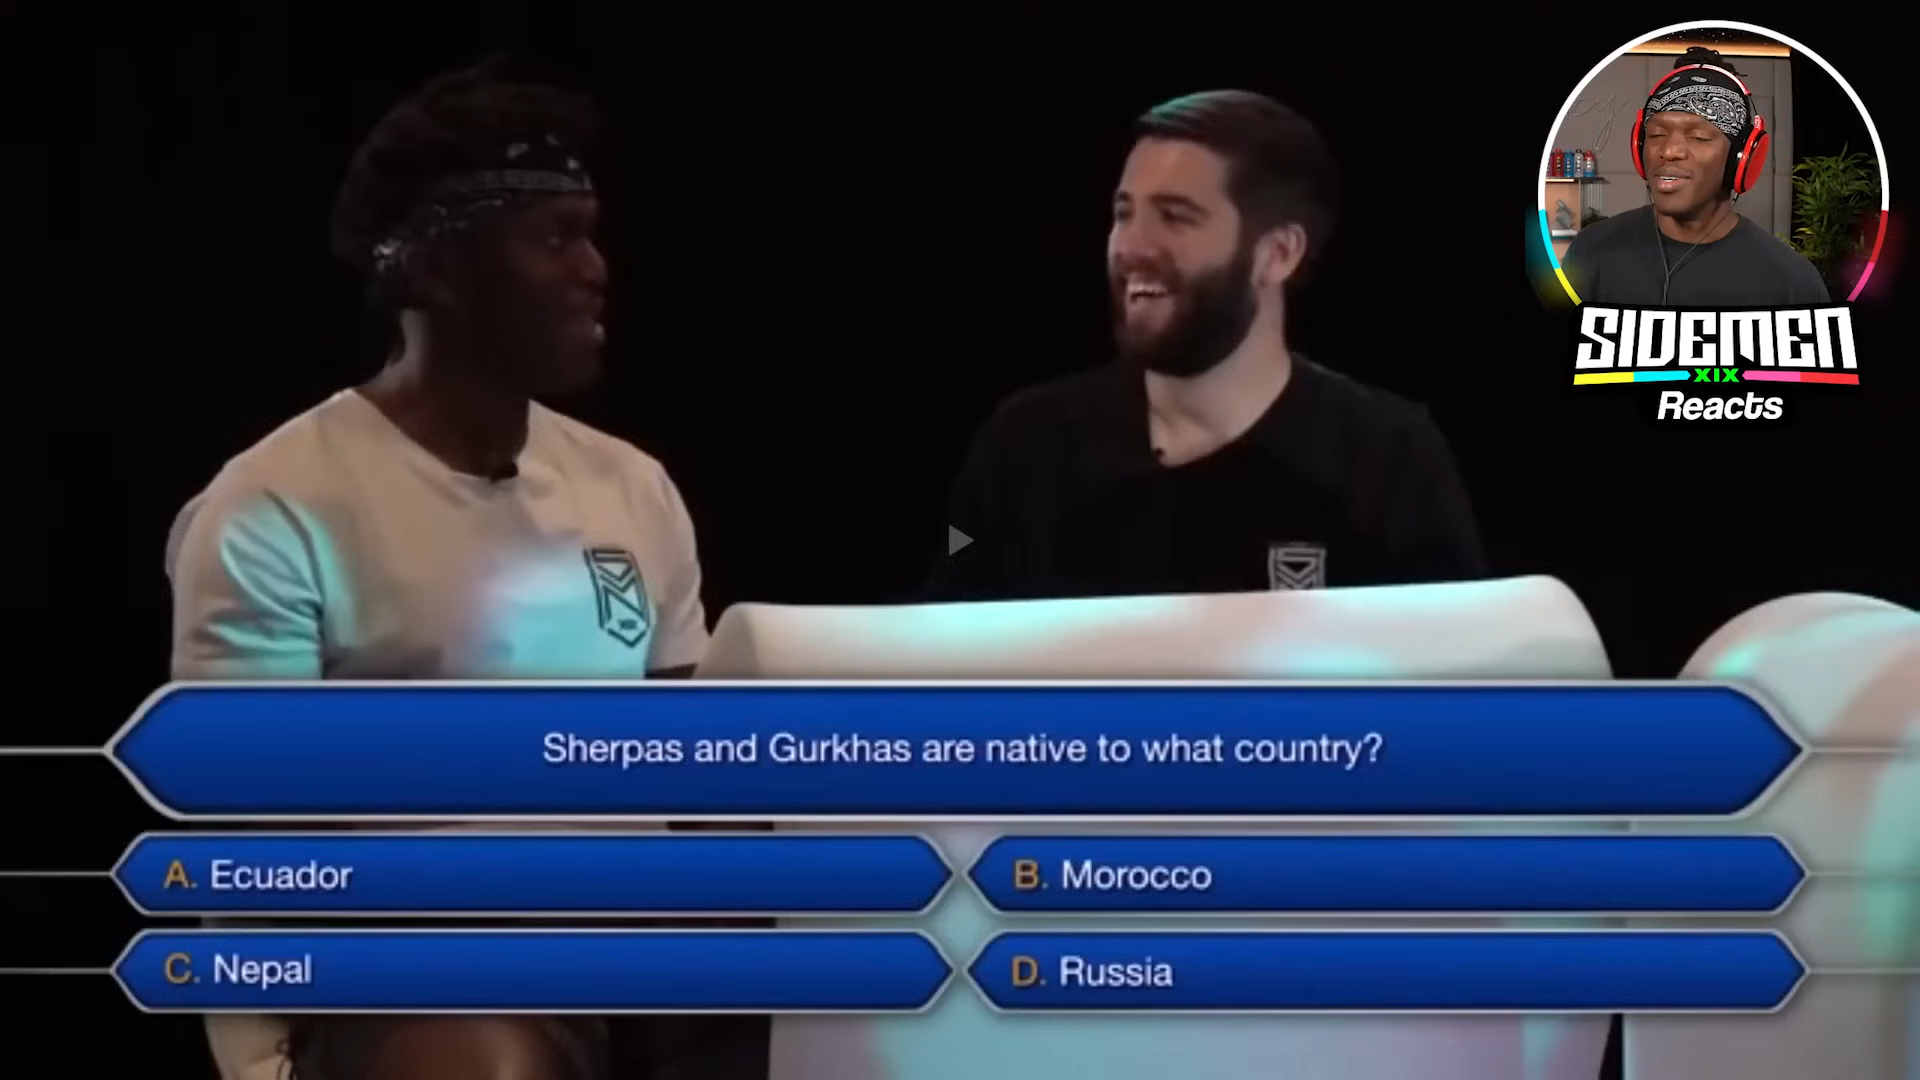 SIDEMEN
XIX
Reacts
Sherpas and Gurkhas are native to what country?
A. Ecuador
B. Morocco
C. Nepal
D. Russia